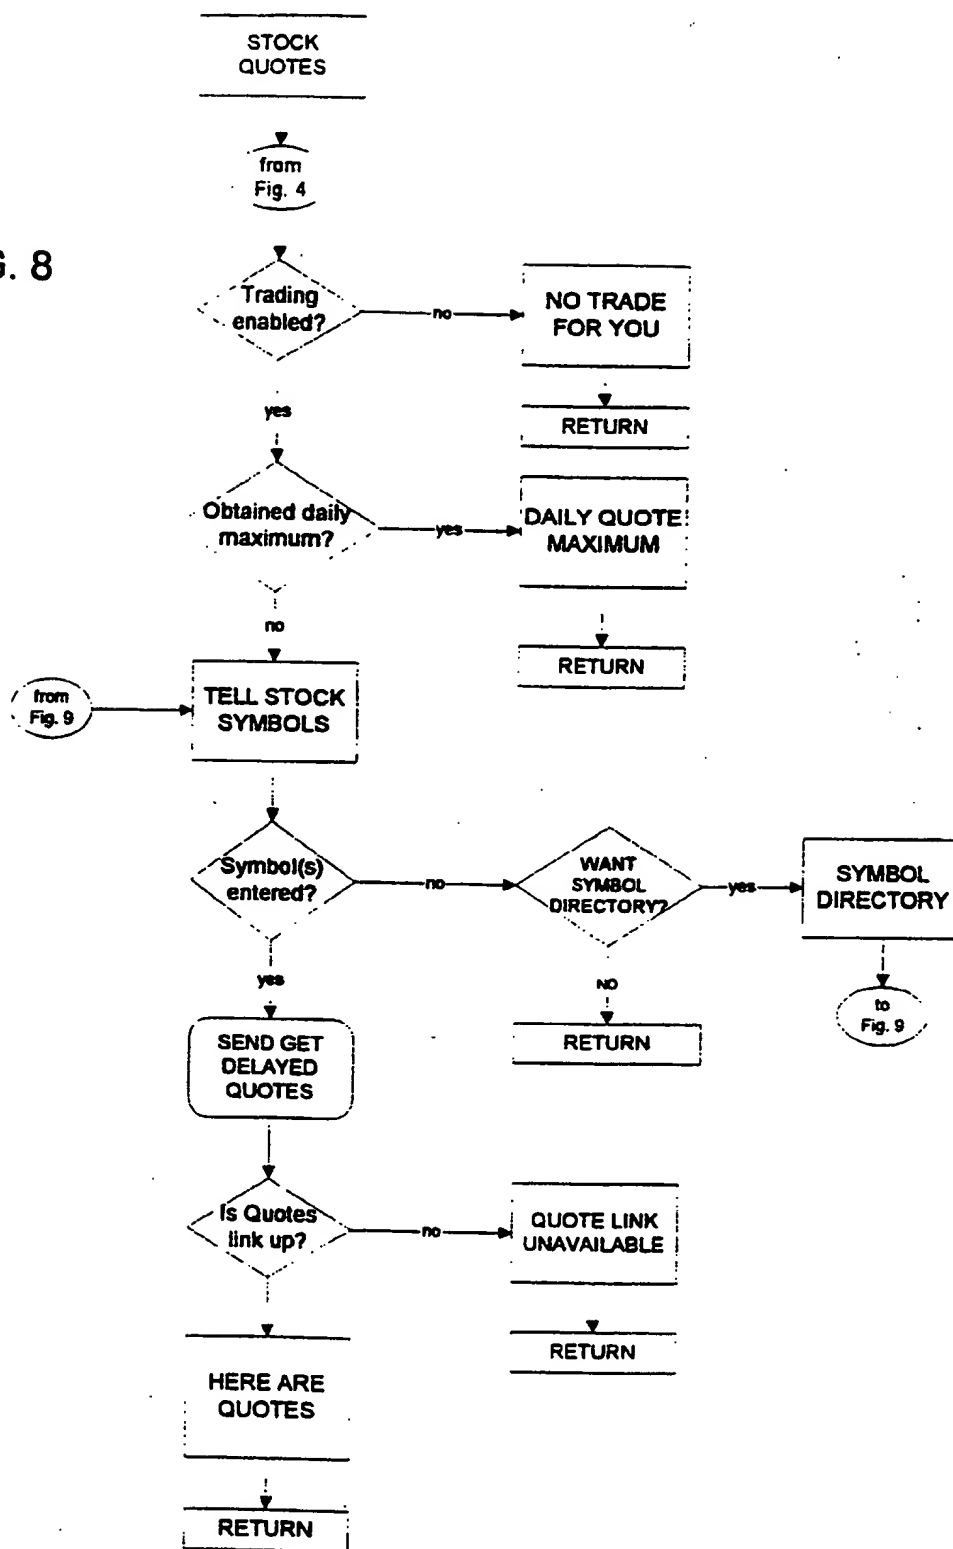 STOCK
QUOTES
from
Fig. 4
G. 8
Trading
enabled?
no
NO TRADE
FOR YOU
yes
RETURN
Obtained daily
maximum?
yes
DAILY QUOTE
MAXIMUM
no
RETURN
from
Fig. 9
TELL STOCK
SYMBOLS
Symbol(s)
entered?
no
WANT
SYMBOL
DIRECTORY?
yes
SYMBOL
DIRECTORY
yes
NO
to
Fig. 9
SEND GET
DELAYED
QUOTES
RETURN
Is Quotes
link up?
no
QUOTE LINK
UNAVAILABLE
RETURN
HERE ARE
QUOTES
RETURN